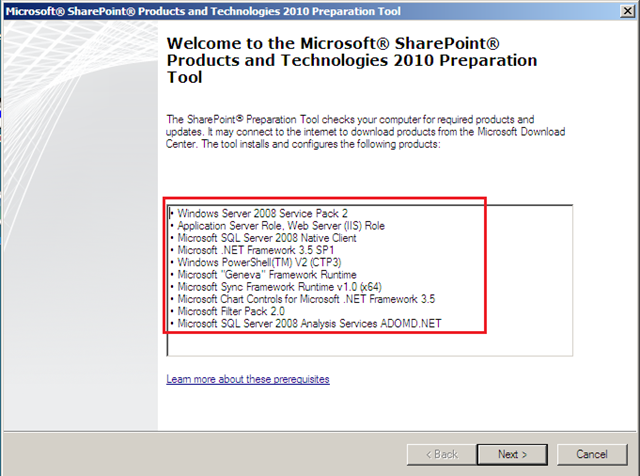 Microsoft® SharePoint® Products and Technologies 2010 Preparation Tool
Welcome to the Microsoft® SharePoint®
Products and Technologies 2010 Preparation
Tool
The SharePoint® Preparation Tool checks your computer for required products and
updates. It may connect to the internet to download products from the Microsoft Download
Center. The tool installs and configures the following products:
• Windows Server 2008 Service Pack 2
• Application Server Role, Web Server (IIS) Role
• Microsoft SQL Server 2008 Native Client
• Microsoft .NET Framework 3.5 SP1
• Windows PowerShell(TM) V2 (CTP3)
• Microsoft "Geneva" Framework Runtime
• Microsoft Sync Framework Runtime v1.0 (x64)
• Microsoft Chart Controls for Microsoft .NET Framework 3.5
• Microsoft Filter Pack 2.0
• Microsoft SQL Server 2008 Analysis Services ADOMD.NET
Learn more about these prerequisites
< Back
Next >
Cancel